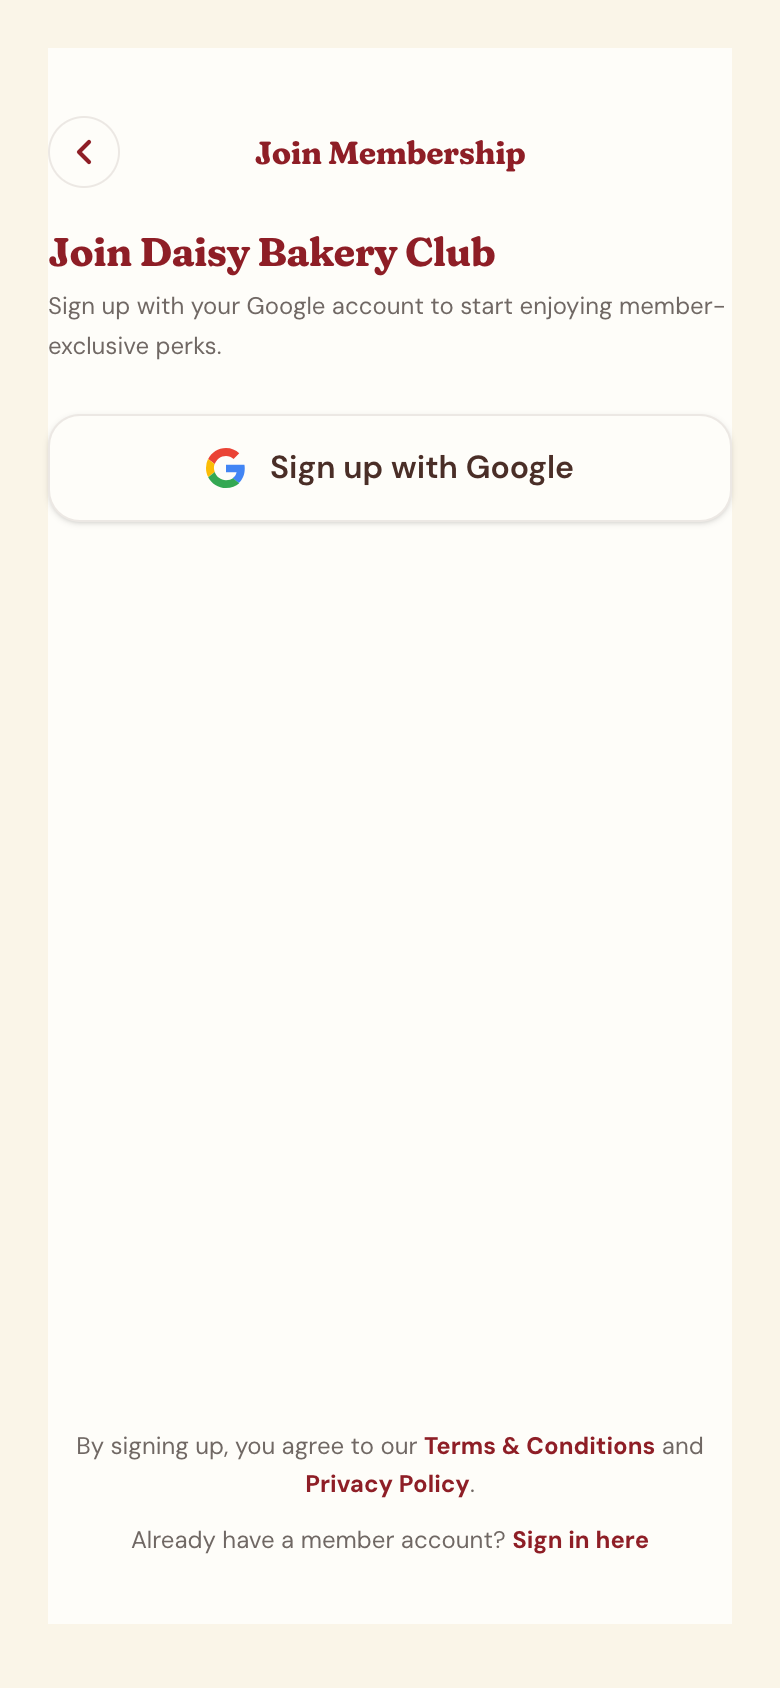 Join Membership
Join Daisy Bakery Club
Sign up with your Google account to start enjoying member-
exclusive perks.
Sign up with Google
By signing up, you agree to our Terms & Conditions and
Privacy Policy.
Already have a member account? Sign in here